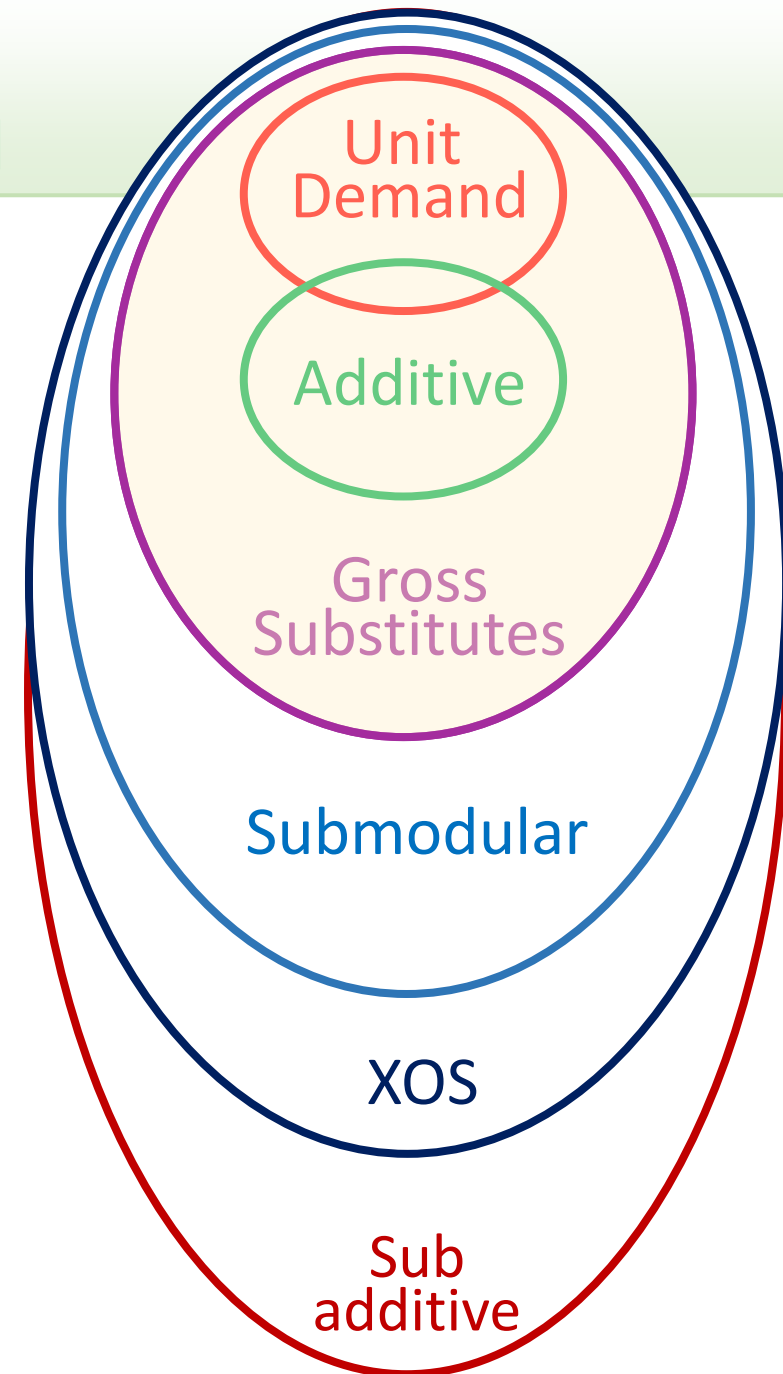 Unit
Demand
Additive
Gross
Substitutes
Submodular
XOS
Sub
additive